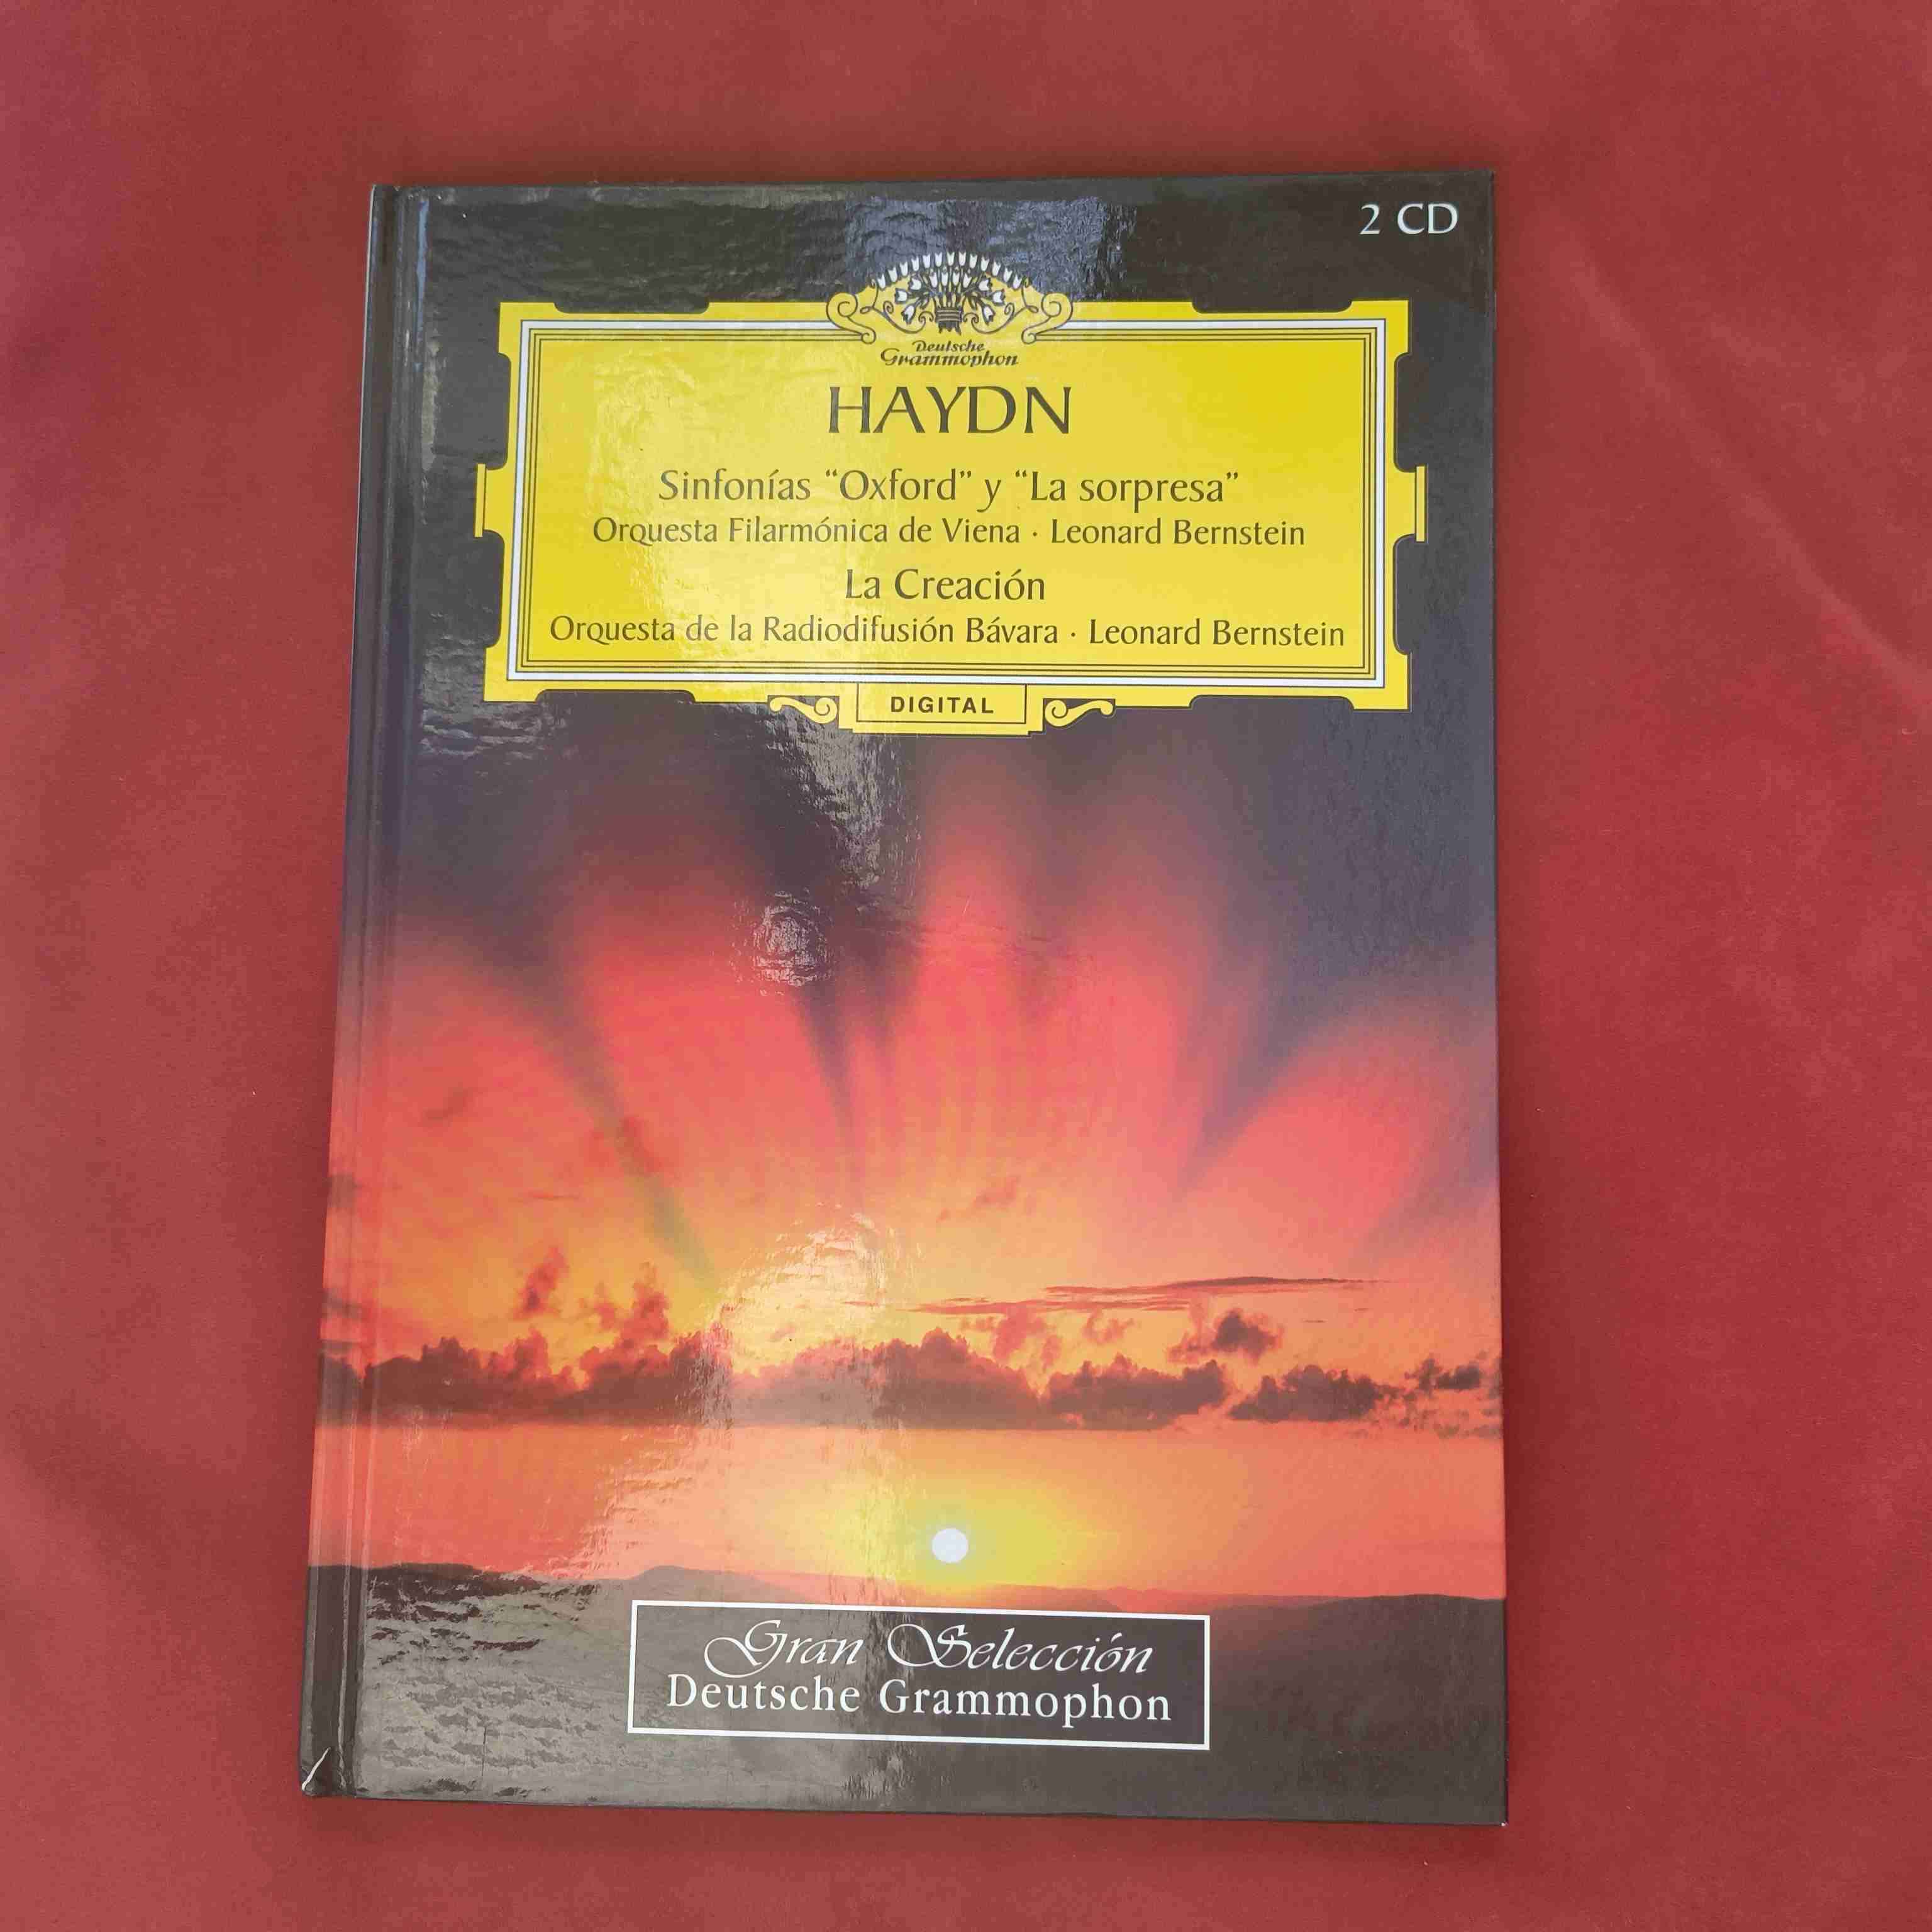 2 CD
Deutsche
Grammophon
HAYDN
Sinfonías “Oxford” y “La sorpresa”
Orquesta Filarmónica de Viena · Leonard Bernstein
La Creación
Orquesta de la Radiodifusión Bávara · Leonard Bernstein
DIGITAL
Gran Selección
Deutsche Grammophon